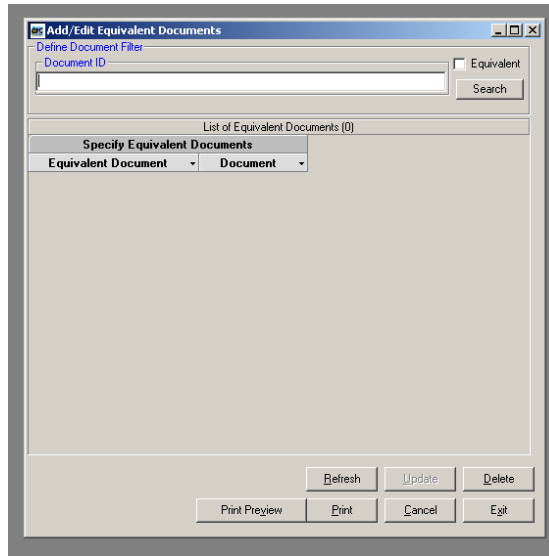 Add/Edit Equivalent Documents
Define Document Filter
Document ID
Equivalent
Search
List of Equivalent Documents (0)
Specify Equivalent Documents
Equivalent Document Document
Refresh Update Delete
Print Preview Print Cancel Exit